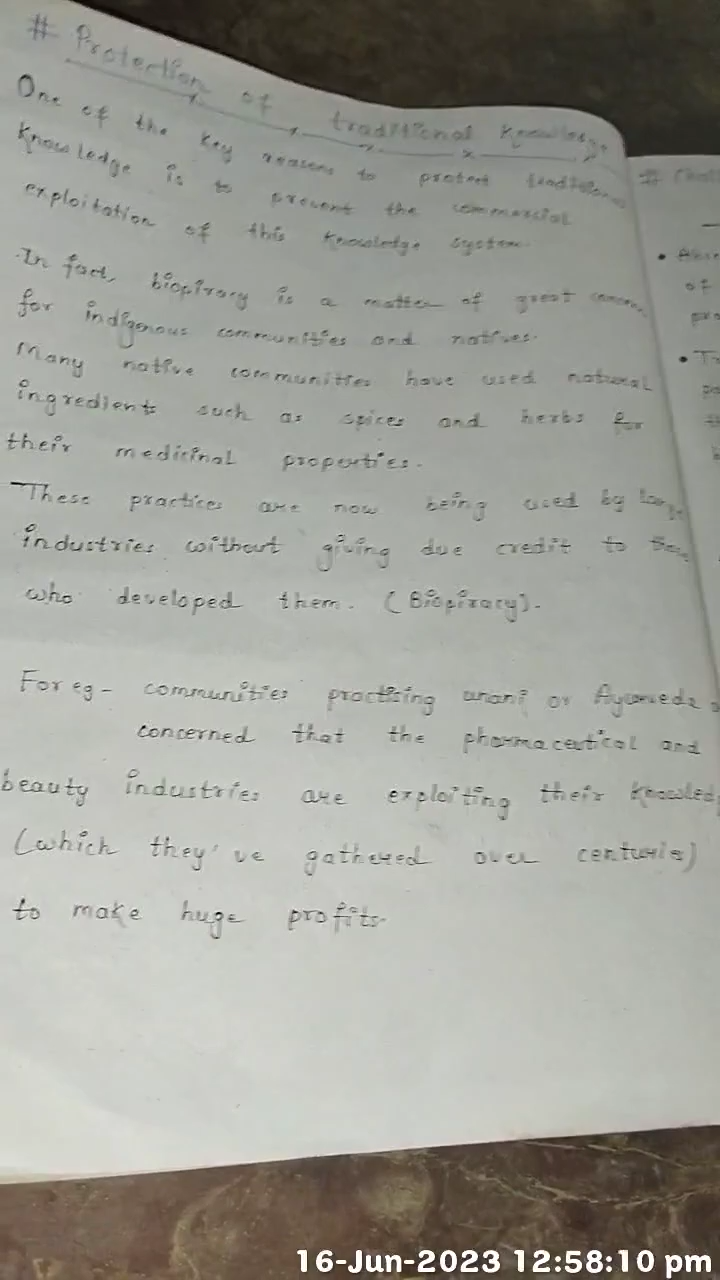 # Protection of traditional knowledge
One of the key reasons to protect traditional
knowledge is to prevent the commercial
exploitation of this knowledge system.
In fact, biopiracy is a matter of great concern
for indigenous communities and natives.
Many native communities have used natural
ingredients such as spices and herbs for
their medicinal properties.
These practices are now being used by large
industries without giving due credit to those
who developed them. (Biopiracy).
For eg- communities practising unani or Ayurveda
concerned that the pharmaceutical and
beauty industries are exploiting their knowled
(which they've gathered over centuries)
to make huge profits.
#
of
16-Jun-2023 12:58:10 pm